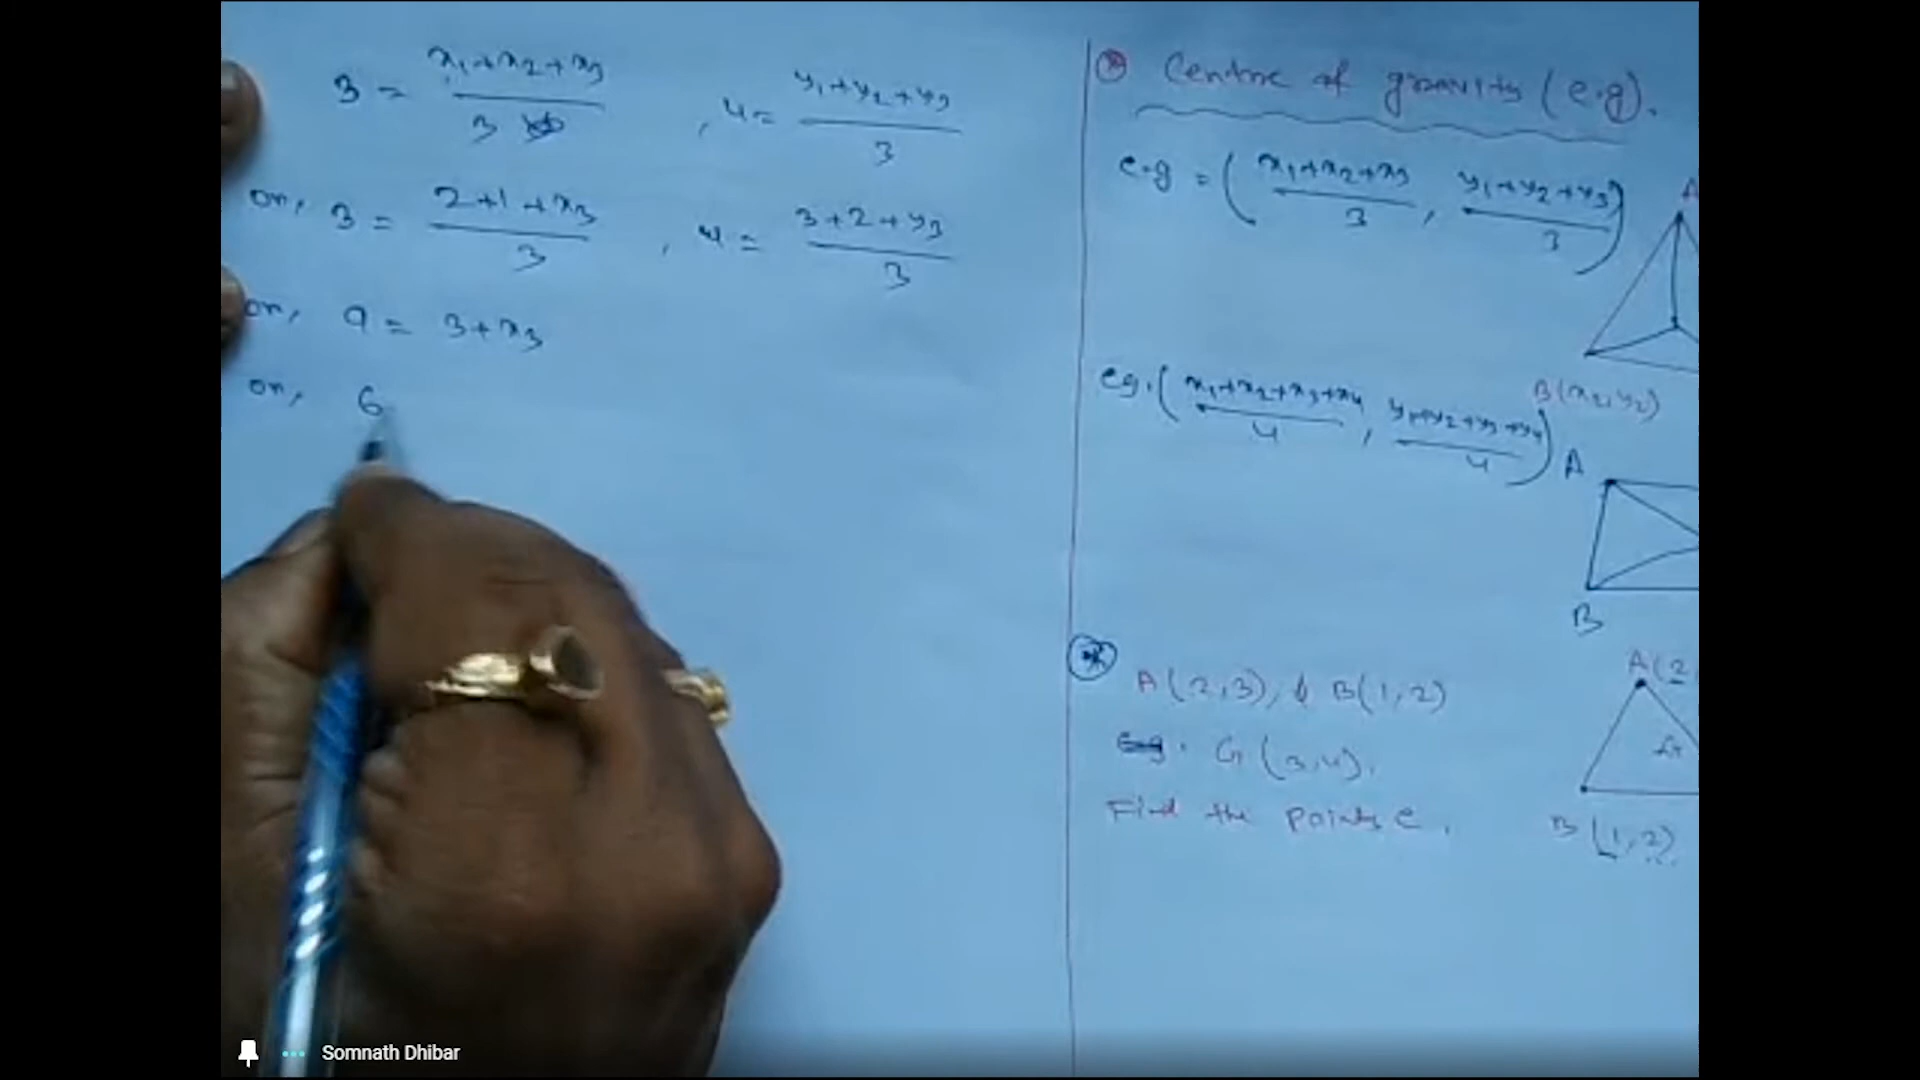 3 = x₁+x₂+x₃ / 3 , 4 = y₁+y₂+y₃ / 3
or, 3 = 2+1+x₃ / 3 , 4 = 3+2+y₃ / 3
or, 9 = 3+x₃
or, 6
Centre of gravity (c.g).
c.g = ( x₁+x₂+x₃ / 3 , y₁+y₂+y₃ / 3 )
A
B(x₂,y₂)
c.g. ( x₁+x₂+x₃+x₄ / 4 , y₁+y₂+y₃+y₄ / 4 )
A
B
A(2,3), & B(1,2)
G(3,4).
Find the points C.
A(2,
G
B(1,2)
Somnath Dhibar